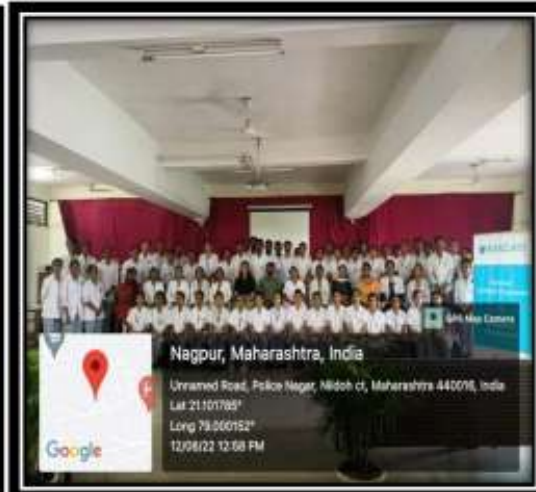 GPS Map Camera
Nagpur, Maharashtra, India
Unnamed Road, Police Nagar, Nildoh ct, Maharashtra 440016, India
Lat 21.101785°
Long 79.000152°
12/08/22 12:58 PM
Google